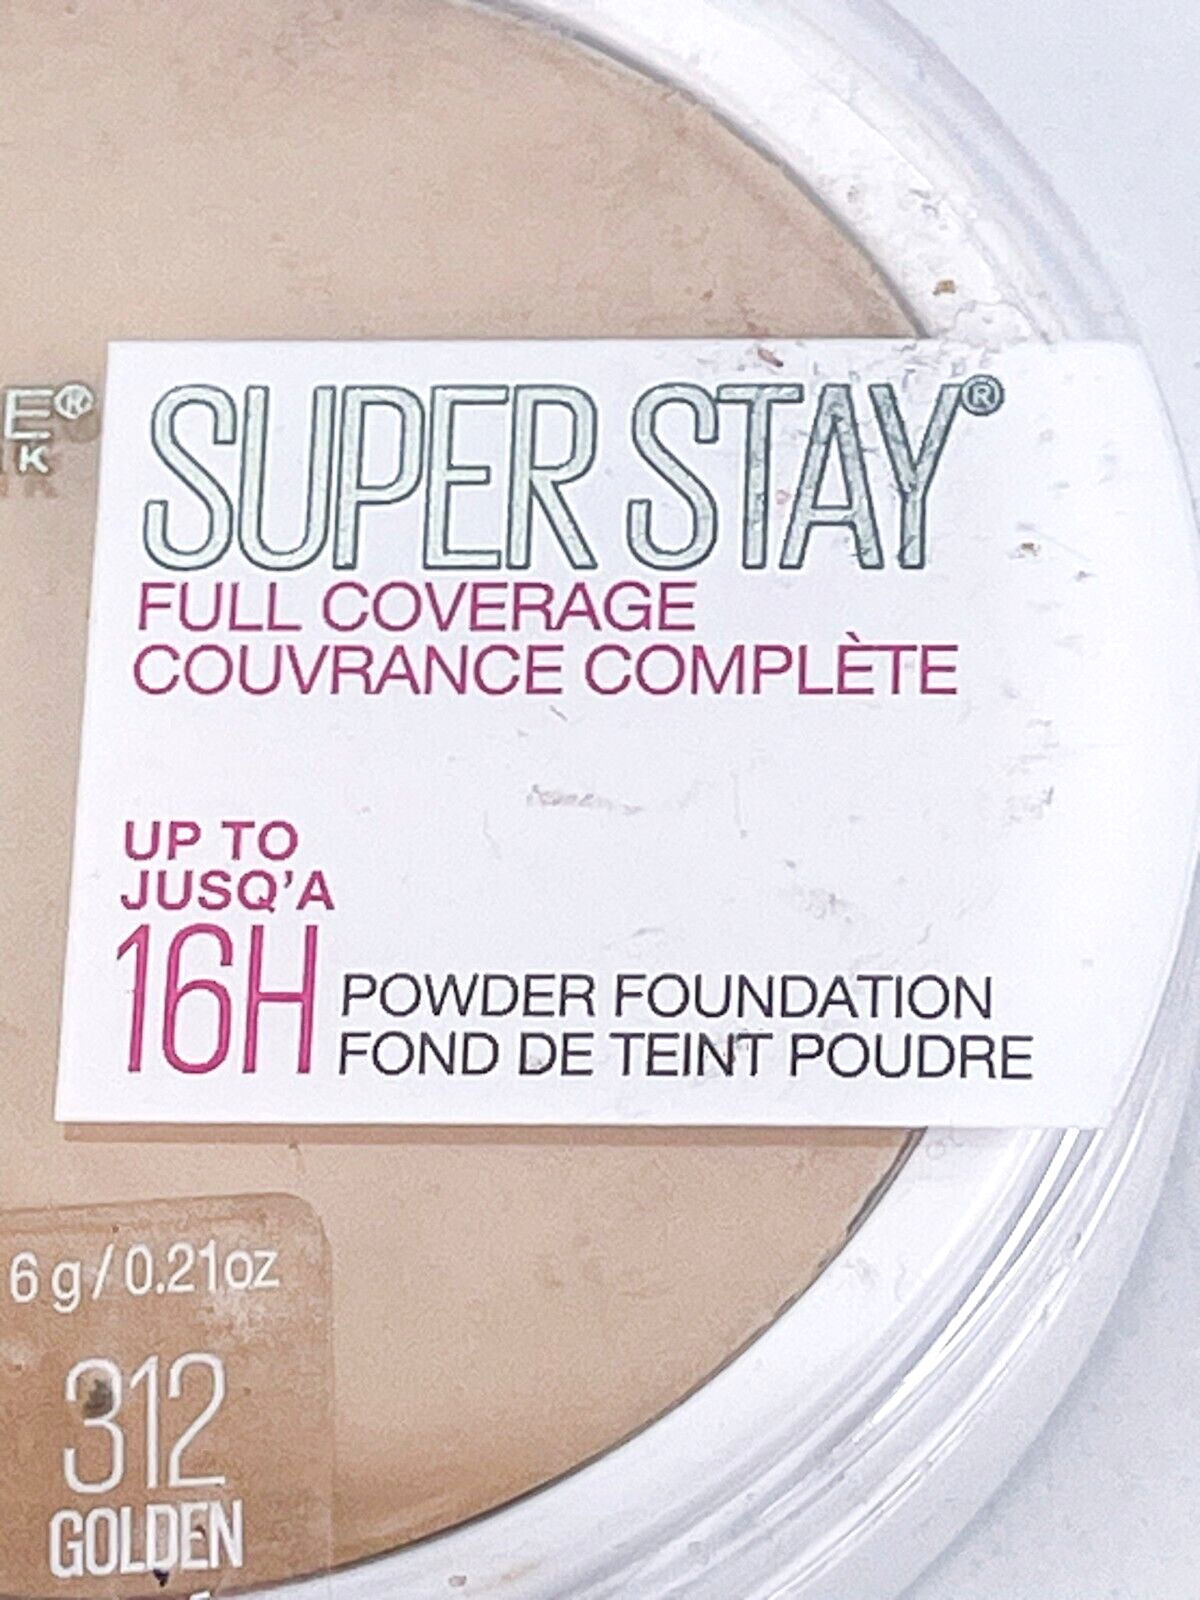 E®
K
SUPER STAY®
FULL COVERAGE
COUVRANCE COMPLÈTE
UP TO
JUSQ'A
16H
POWDER FOUNDATION
FOND DE TEINT POUDRE
6 g / 0.21oz
312
GOLDEN